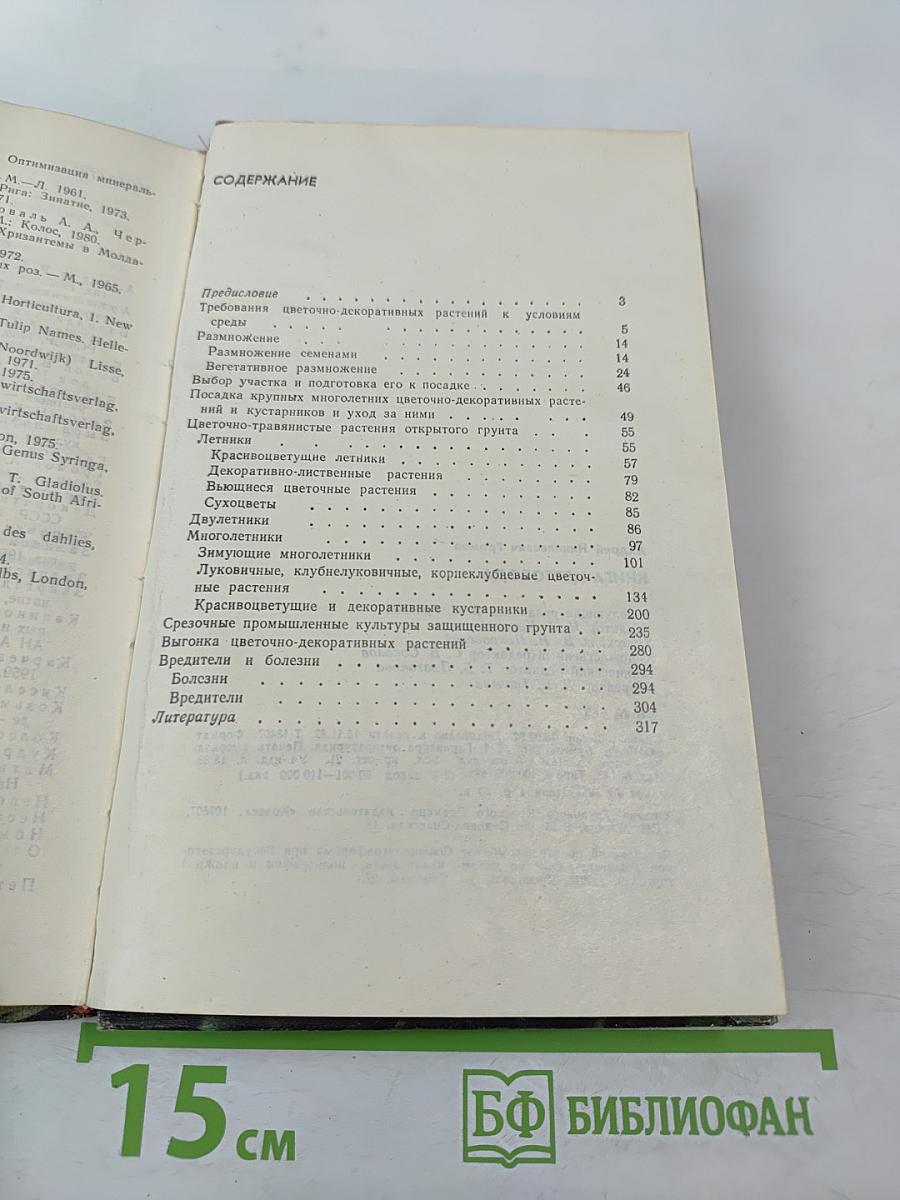 Оптимизация минераль-
М.—Л. 1961.
Рига: Зинатне, 1973.
71.
оваль А. А., Чер-
М.: Колос, 1980.
Хризантемы в Молда-
972.
х роз. — М., 1965.
Horticultura, 1. New
Tulip Names. Hille-
Noordwijk) Lisse,
1971.
1975.
wirtschaftsverlag,
wirtschaftsverlag,
on, 1975.
Genus Syringa,
T. Gladiolus.
of South Afri-
des dahlies,
4.
lbs, London,
СОДЕРЖАНИЕ
Предисловие . . . . . . . . . . . . . . . 3
Требования цветочно-декоративных растений к условиям
среды . . . . . . . . . . . . . . . 5
Размножение . . . . . . . . . . . . . . . 14
Размножение семенами . . . . . . . . . . . 14
Вегетативное размножение . . . . . . . . . . 24
Выбор участка и подготовка его к посадке . . . . . . 46
Посадка крупных многолетних цветочно-декоративных расте-
ний и кустарников и уход за ними . . . . . . . 49
Цветочно-травянистые растения открытого грунта . . . . 55
Летники . . . . . . . . . . . . . . . 55
Красивоцветущие летники . . . . . . . . . . 57
Декоративно-лиственные растения . . . . . . . 79
Вьющиеся цветочные растения . . . . . . . . 82
Сухоцветы . . . . . . . . . . . . . . 85
Двулетники . . . . . . . . . . . . . . . 86
Многолетники . . . . . . . . . . . . . . 97
Зимующие многолетники . . . . . . . . . . 101
Луковичные, клубнелуковичные, корнеклубневые цветоч-
ные растения . . . . . . . . . . . . . 134
Красивоцветущие и декоративные кустарники . . . . 200
Срезочные промышленные культуры защищенного грунта . . 235
Выгонка цветочно-декоративных растений . . . . . . 280
Вредители и болезни . . . . . . . . . . . . 294
Болезни . . . . . . . . . . . . . . . 294
Вредители . . . . . . . . . . . . . . 304
Литература . . . . . . . . . . . . . . . 317
15 см
БФ БИБЛИОФАН